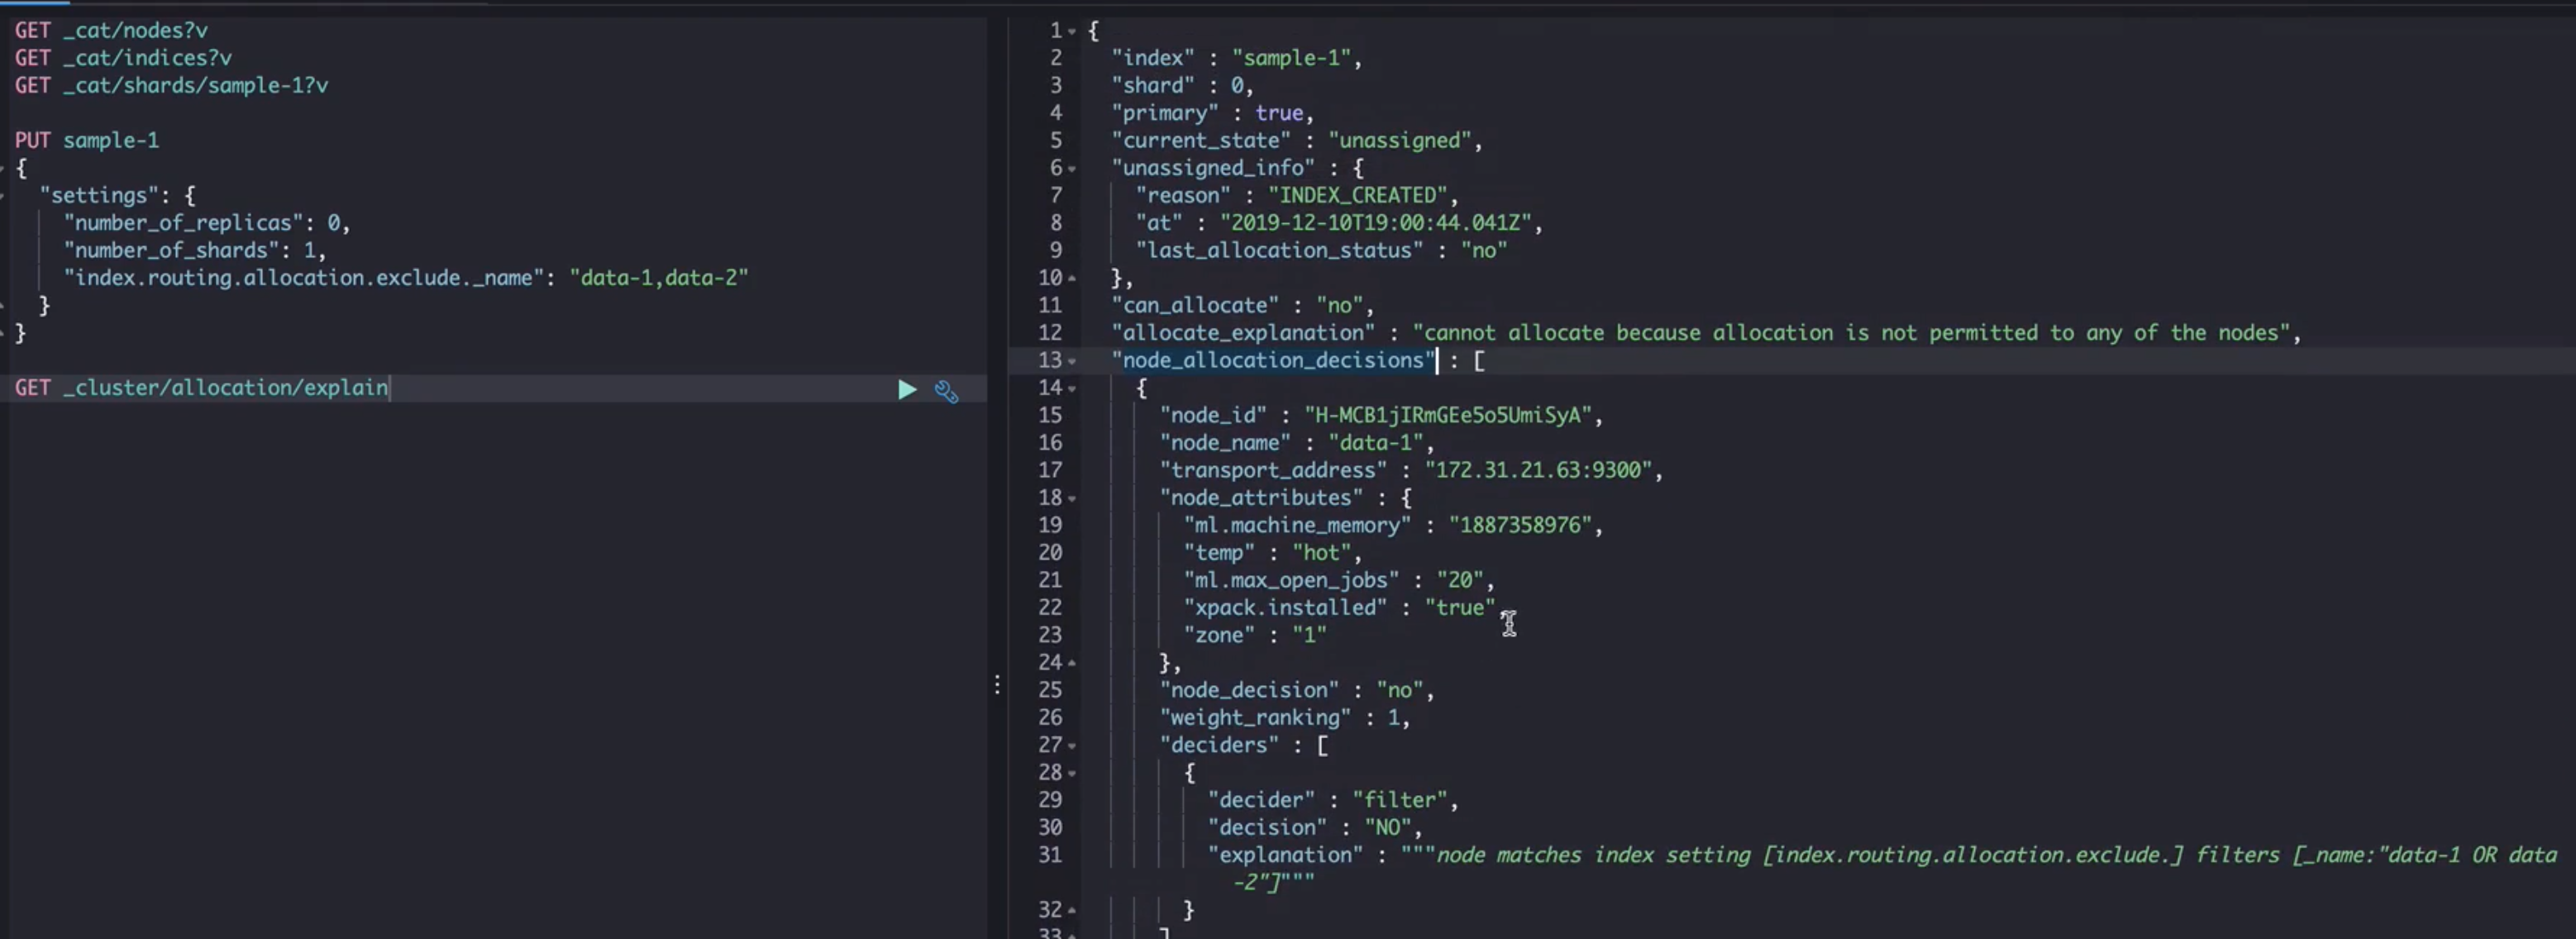 GET _cat/nodes?v
GET _cat/indices?v
GET _cat/shards/sample-1?v
PUT sample-1
{
"settings": {
"number_of_replicas": 0,
"number_of_shards": 1,
"index.routing.allocation.exclude._name": "data-1,data-2"
}
}
GET _cluster/allocation/explain
1 {
2 "index" : "sample-1",
3 "shard" : 0,
4 "primary" : true,
5 "current_state" : "unassigned",
6 "unassigned_info" : {
7 "reason" : "INDEX_CREATED",
8 "at" : "2019-12-10T19:00:44.041Z",
9 "last_allocation_status" : "no"
10 },
11 "can_allocate" : "no",
12 "allocate_explanation" : "cannot allocate because allocation is not permitted to any of the nodes",
13 "node_allocation_decisions" : [
14 {
15 "node_id" : "H-MCB1jIRmGEe5o5UmiSyA",
16 "node_name" : "data-1",
17 "transport_address" : "172.31.21.63:9300",
18 "node_attributes" : {
19 "ml.machine_memory" : "1887358976",
20 "temp" : "hot",
21 "ml.max_open_jobs" : "20",
22 "xpack.installed" : "true",
23 "zone" : "1"
24 },
25 "node_decision" : "no",
26 "weight_ranking" : 1,
27 "deciders" : [
28 {
29 "decider" : "filter",
30 "decision" : "NO",
31 "explanation" : """node matches index setting [index.routing.allocation.exclude.] filters [_name:"data-1 OR data
-2"]"""
32 }
33 ]